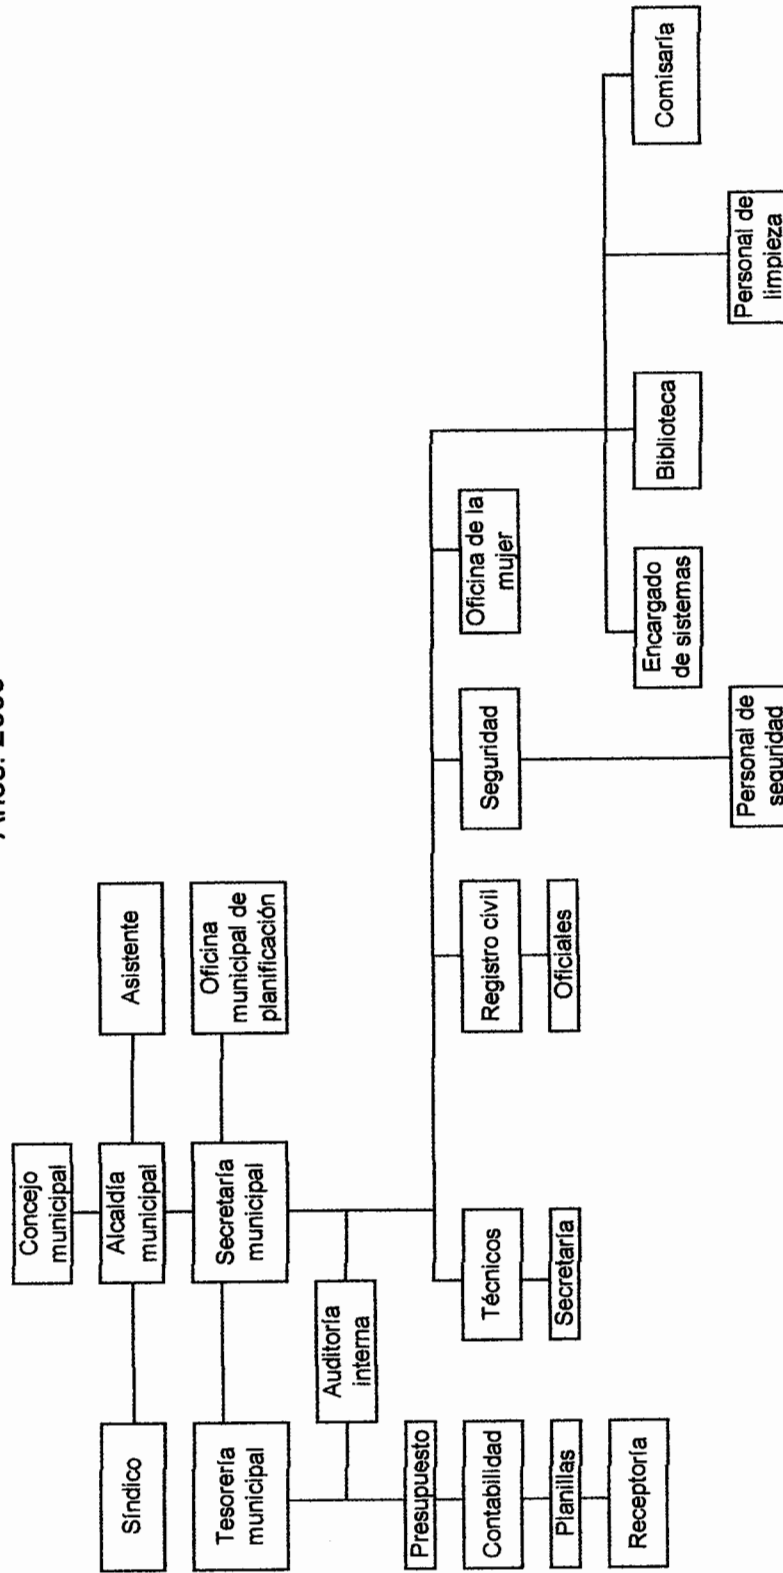 Años:
Concejo
municipal
Síndico
Alcaldía
municipal
Asistente
Tesorería
municipal
Secretaría
municipal
Oficina
municipal de
planificación
Auditoría
interna
Presupuesto
Contabilidad
Planillas
Receptoría
Técnicos
Secretaría
Registro civil
Oficiales
Seguridad
Oficina de la
mujer
Encargado
de sistemas
Biblioteca
Comisaría
Personal de
seguridad
Personal de
limpieza